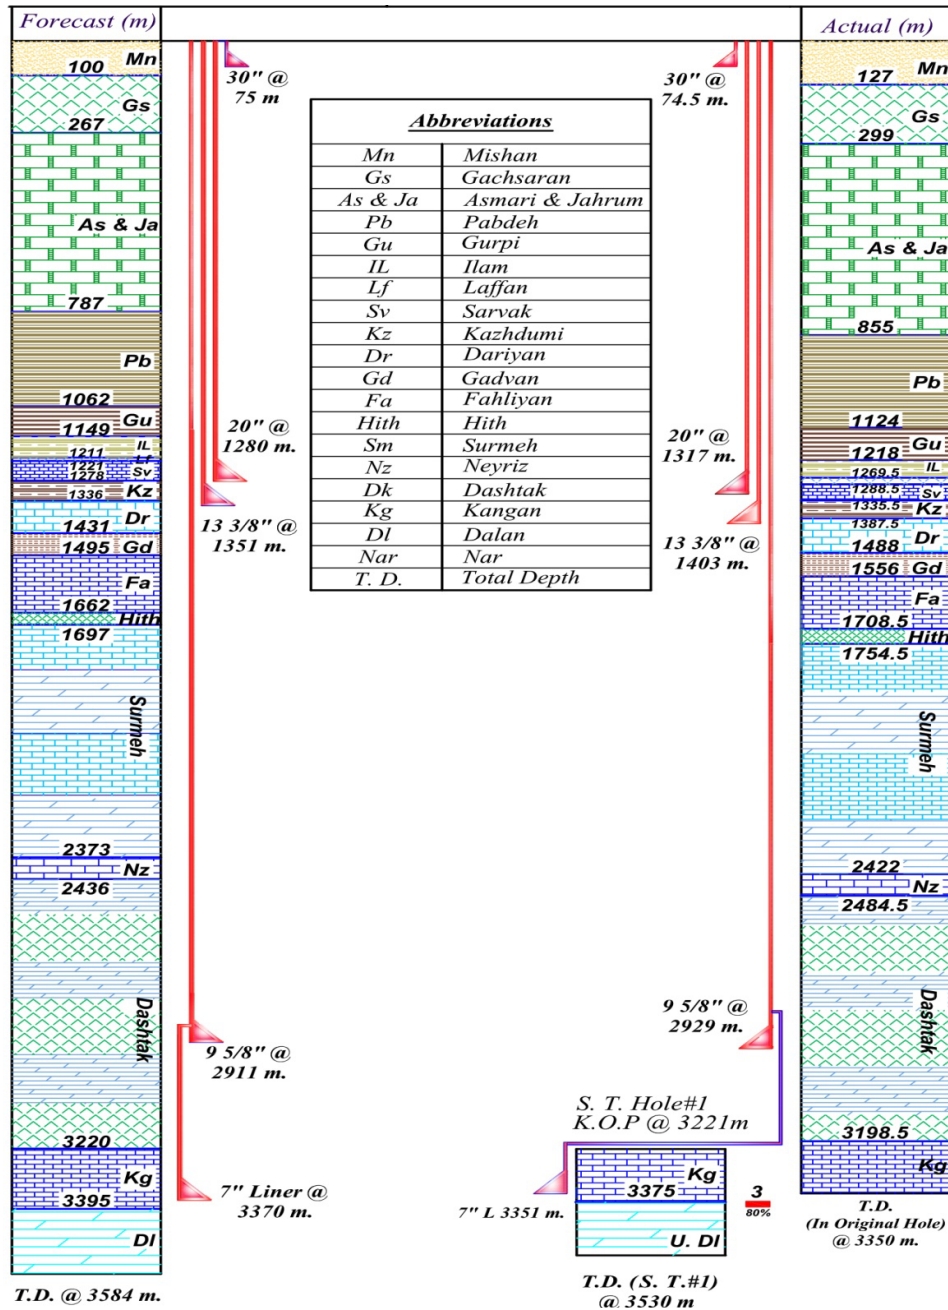 Forecast (m)
Mn
100
Gs
267
As & Ja
787
Pb
1062
Gu
1149
IL
1211
Lf
1221
Sv
1278
Kz
1336
Dr
1431
1495 Gd
Fa
1662
Hith
1697
Surmeh
2373
Nz
2436
Dashtak
3220
Kg
3395
Dl
T.D. @ 3584 m.
30" @
75 m
20" @
1280 m.
13 3/8" @
1351 m.
9 5/8" @
2911 m.
7" Liner @
3370 m.
Abbreviations
Mn Mishan
Gs Gachsaran
As & Ja Asmari & Jahrum
Pb Pabdeh
Gu Gurpi
IL Ilam
Lf Laffan
Sv Sarvak
Kz Kazhdumi
Dr Dariyan
Gd Gadvan
Fa Fahliyan
Hith Hith
Sm Surmeh
Nz Neyriz
Dk Dashtak
Kg Kangan
Dl Dalan
Nar Nar
T. D. Total Depth
30" @
74.5 m.
20" @
1317 m.
13 3/8" @
1403 m.
9 5/8" @
2929 m.
S. T. Hole#1
K.O.P @ 3221m
7" L 3351 m.
Kg
3375
U. Dl
3
80%
T.D. (S. T.#1)
@ 3530 m
Actual (m)
Mn
127
Gs
299
As & Ja
855
Pb
1124
Gu
1218
IL
1269.5
1288.5
Sv
1335.5
Kz
1387.5
Dr
1488
1556 Gd
Fa
1708.5
Hith
1754.5
Surmeh
2422
Nz
2484.5
Dashtak
3198.5
Kg
T.D.
(In Original Hole)
@ 3350 m.